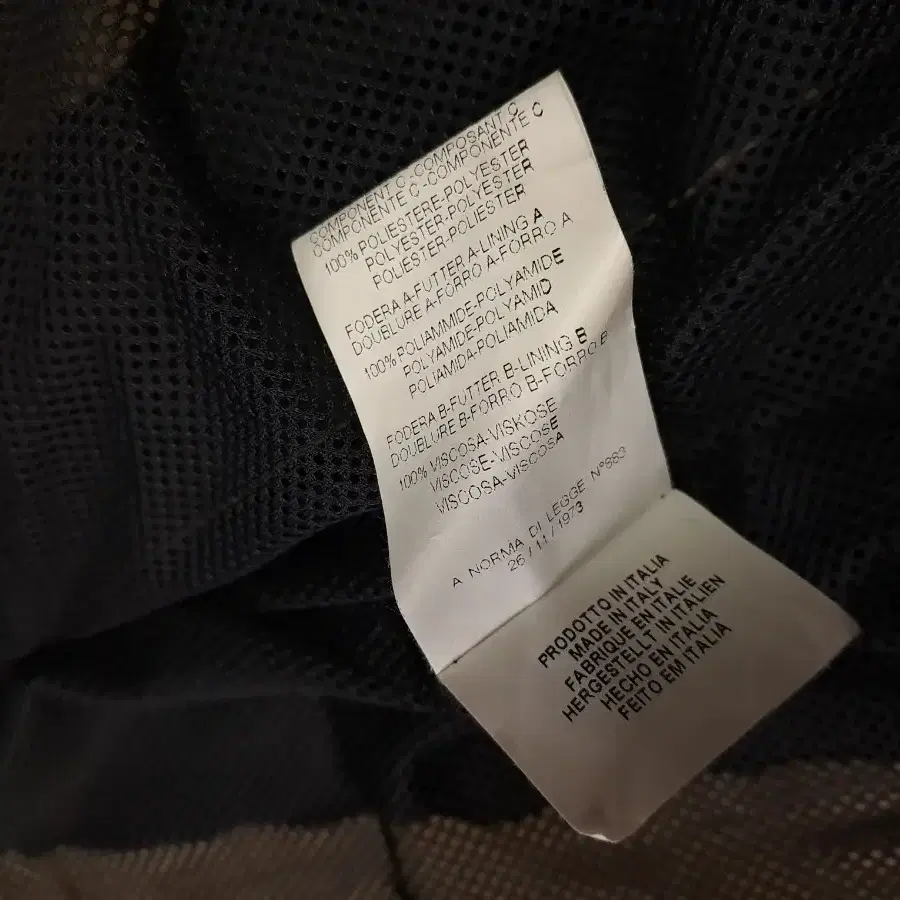 COMPONENT C-COMPOSANT C
COMPONENTE C-COMPONENTE C
100% POLIESTERE-POLYESTER
POLYESTER-POLYESTER
POLIESTER-POLIESTER
FODERA A-FUTTER A-LINING A
DOUBLURE A-FORRO A-FORRO A
100% POLIAMMIDE-POLYAMIDE
POLYAMIDE-POLYAMID
POLIAMIDA-POLIAMIDA
FODERA B-FUTTER B-LINING B
DOUBLURE B-FORRO B-FORRO B
100% VISCOSA-VISKOSE
VISCOSE-VISCOSE
VISCOSA-VISCOSA
A NORMA DI LEGGE N°883
26/11/1973
PRODOTTO IN ITALIA
MADE IN ITALY
FABRIQUE EN ITALIE
HERGESTELLT IN ITALIEN
HECHO EN ITALIA
FEITO EM ITALIA